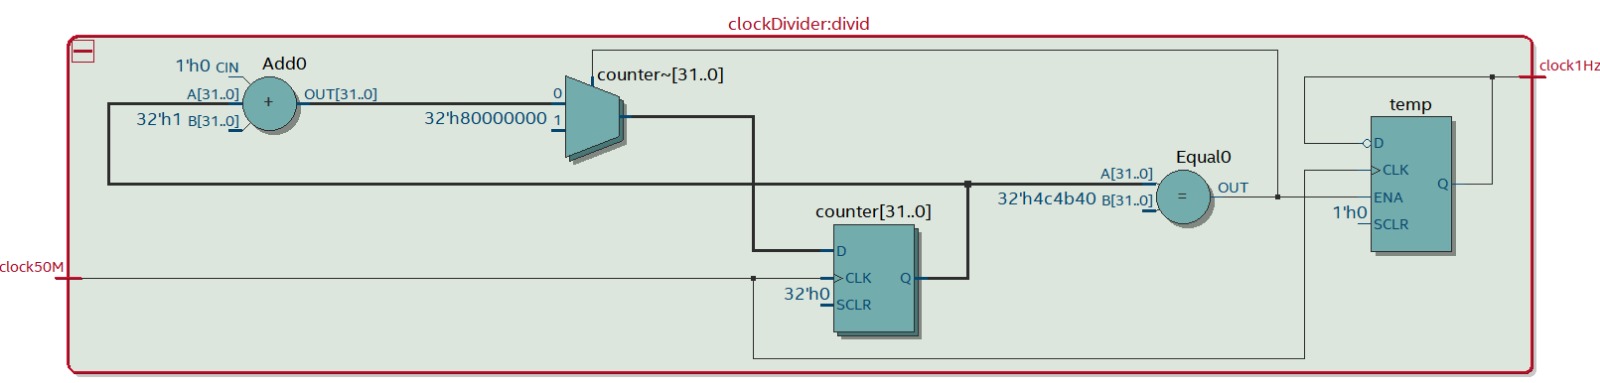 clockDivider:divid
1'h0 CIN
Add0
A[31..0]
OUT[31..0]
32'h1 B[31..0]
+
counter~[31..0]
0
32'h80000000 1
clock1Hz
temp
D
CLK
ENA
1'h0 SCLR
Q
Equal0
A[31..0]
OUT
32'h4c4b40 B[31..0]
=
counter[31..0]
D
clock50M
CLK
Q
32'h0 SCLR